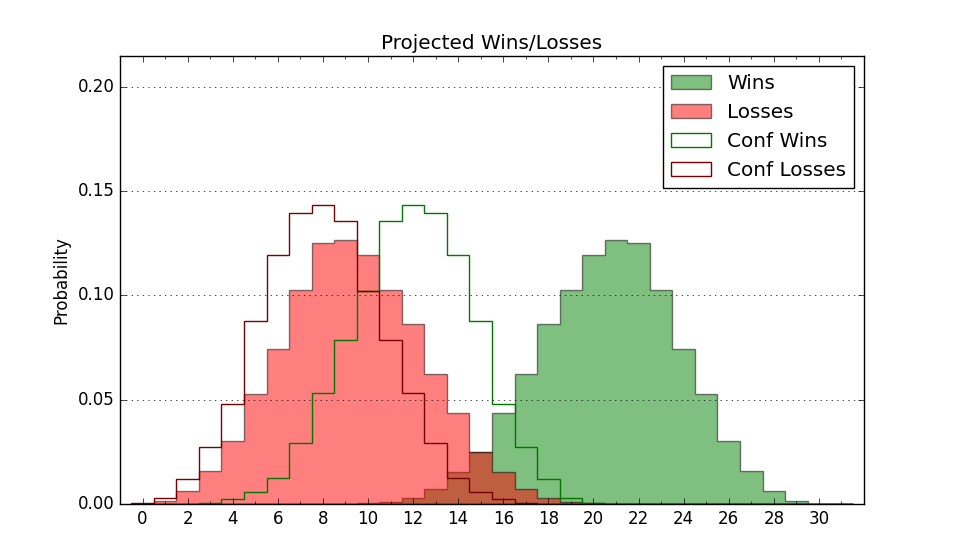 Projected Wins/Losses
Wins
Losses
Conf Wins
Conf Losses
Probability
0.20
0.15
0.10
0.05
0.00
0 2 4 6 8 10 12 14 16 18 20 22 24 26 28 30